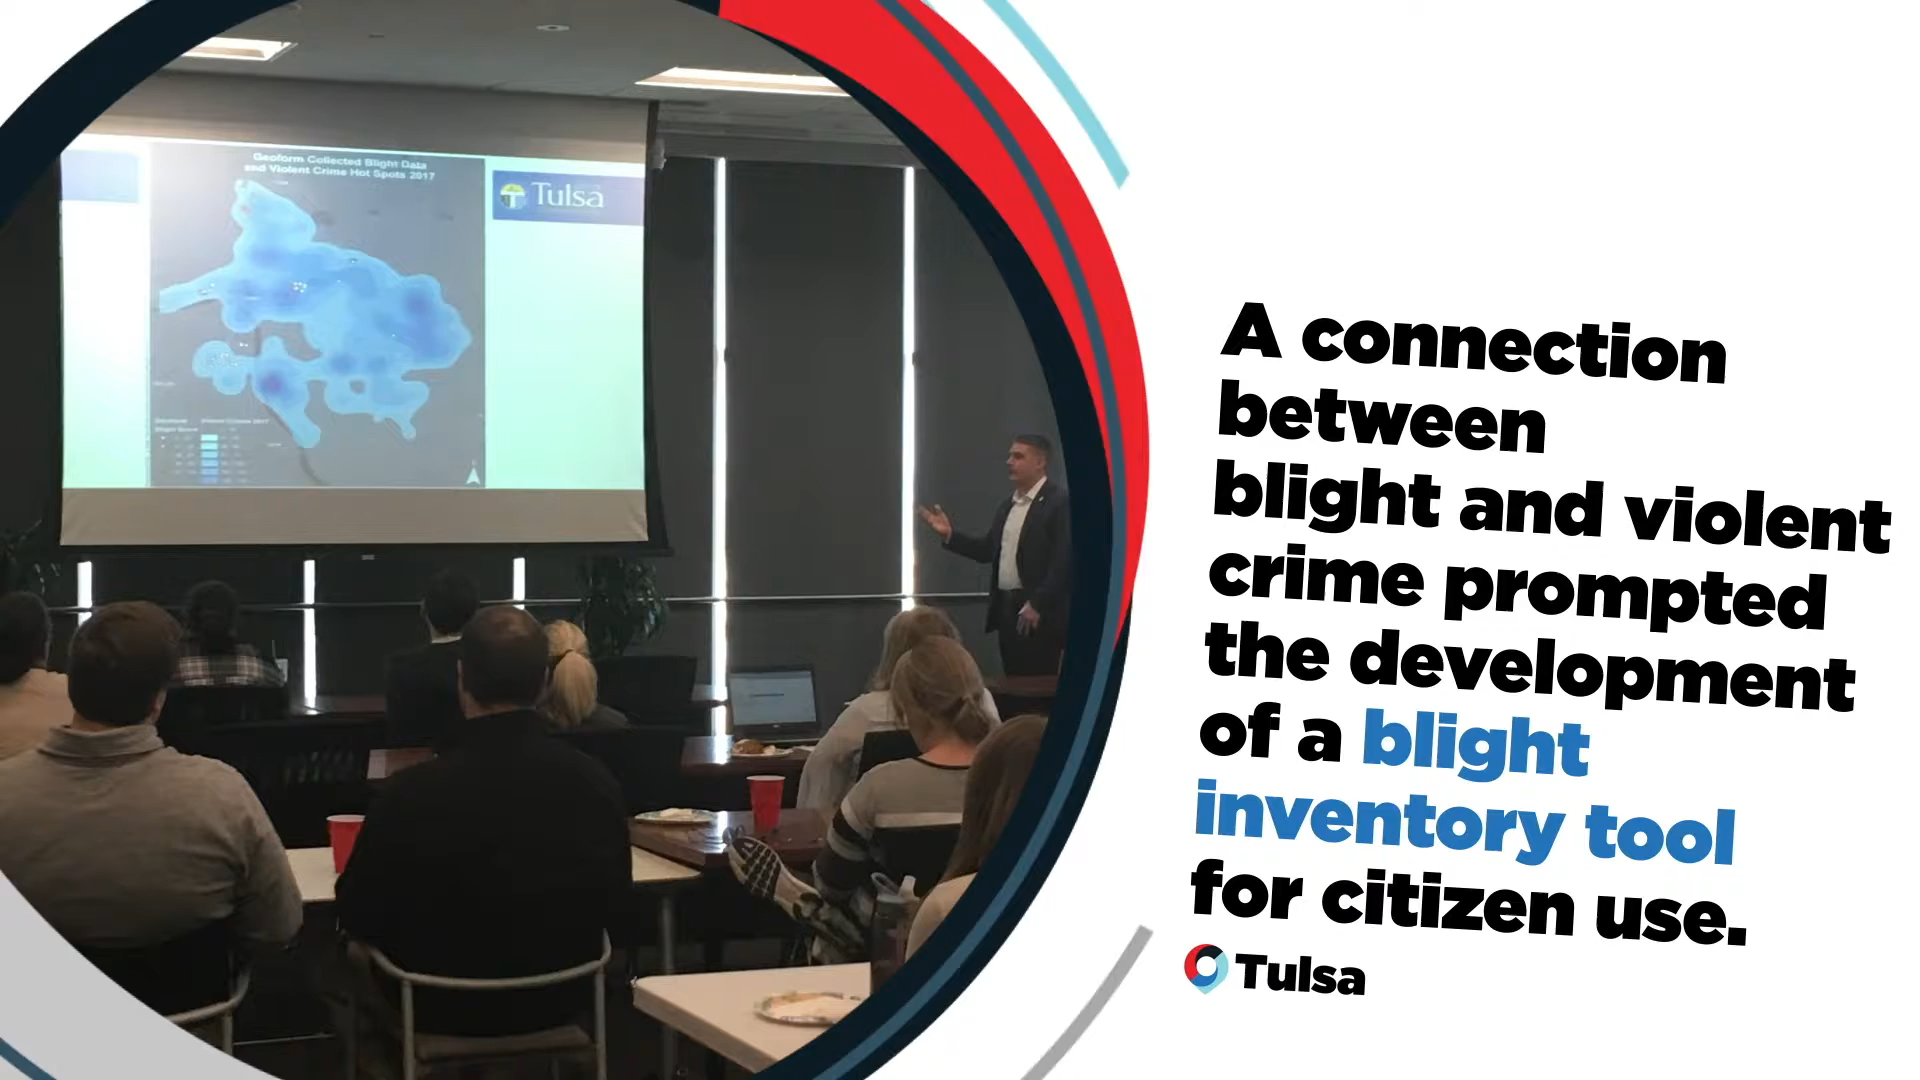 Geoform Collected Blight Data
and Violent Crime Hot Spots 2017
Tulsa
A connection
between
blight and violent
crime prompted
the development
of a blight
inventory tool
for citizen use.
Tulsa